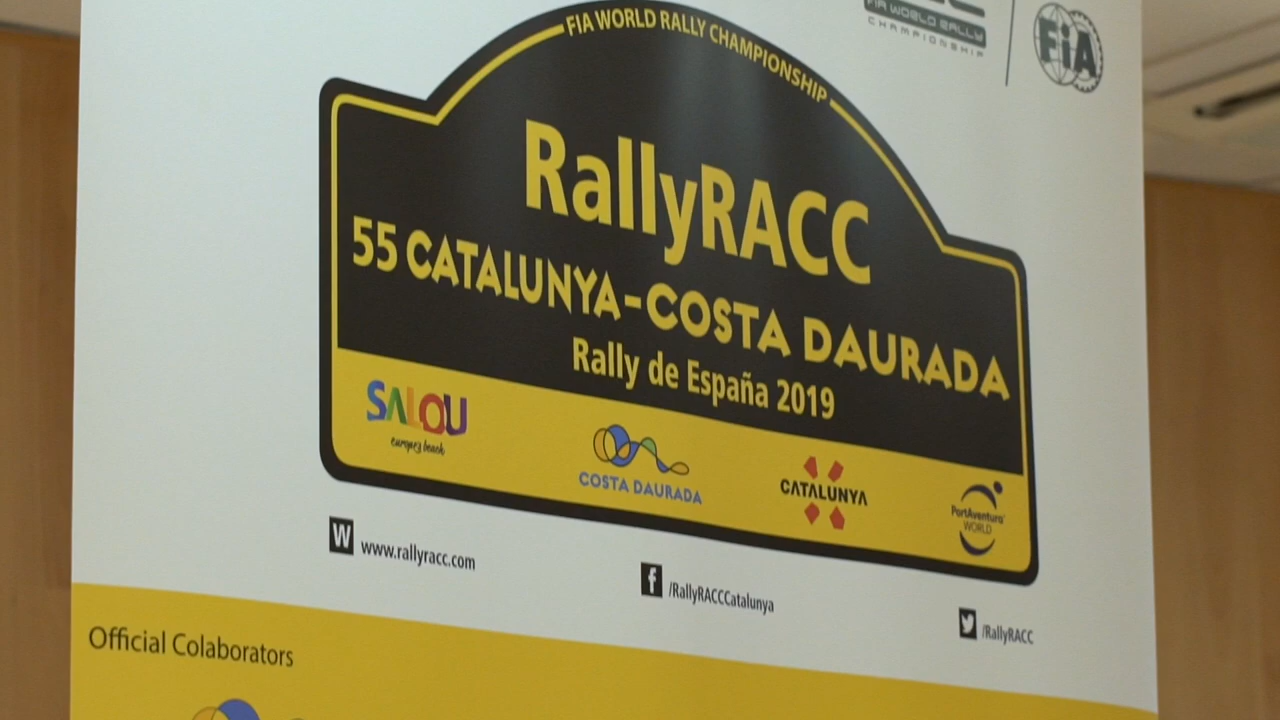 FIA WORLD RALLY
CHAMPIONSHIP
FIA
FIA WORLD RALLY CHAMPIONSHIP
RallyRACC
55 CATALUNYA-COSTA DAURADA
Rally de España 2019
SALOU
europe's beach
COSTA DAURADA
CATALUNYA
PortAventura
WORLD
W www.rallyracc.com
f /RallyRACCCatalunya
/RallyRACC
Official Colaborators